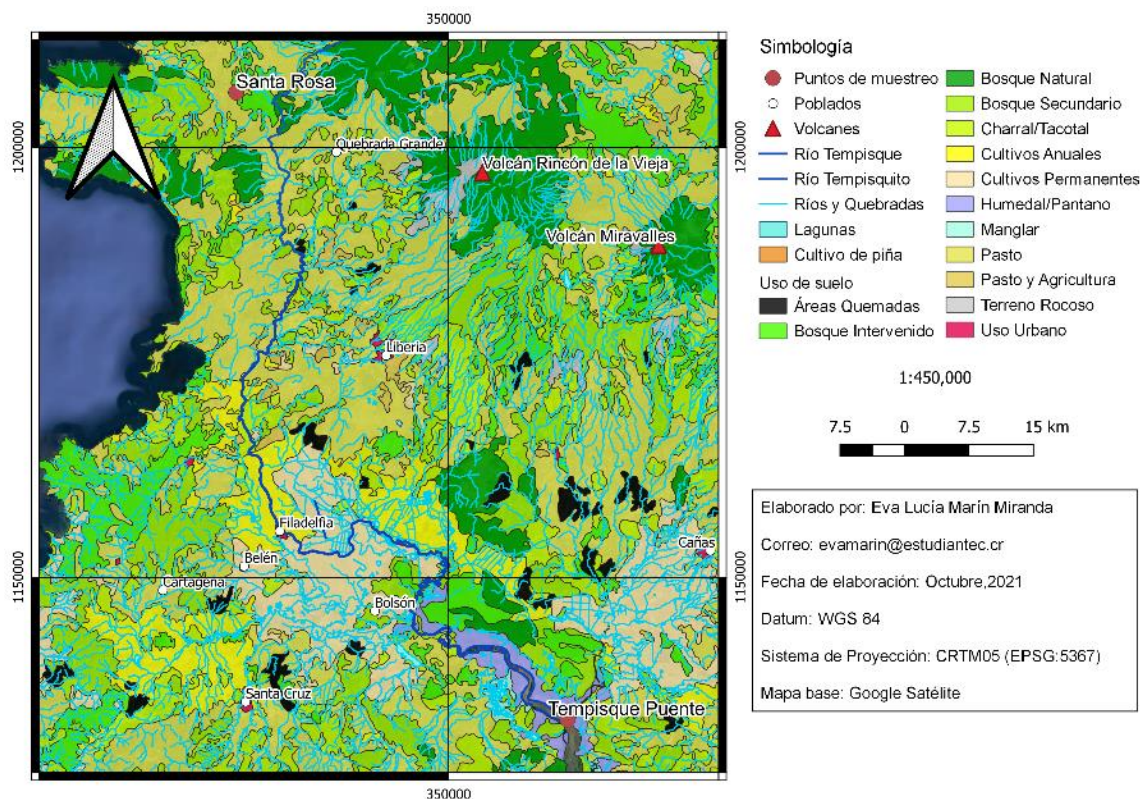 350000
1200000
1200000
1150000
1150000
350000
Santa Rosa
Quebrada Grande
Volcán Rincón de la Vieja
Volcán Miravalles
Liberia
Filadelfia
Belén
Cañas
Cartagena
Bolsón
Santa Cruz
Tempisque Puente
Simbología
Puntos de muestreo
Poblados
Volcanes
Río Tempisque
Río Tempisquito
Ríos y Quebradas
Lagunas
Cultivo de piña
Uso de suelo
Áreas Quemadas
Bosque Intervenido
Bosque Natural
Bosque Secundario
Charral/Tacotal
Cultivos Anuales
Cultivos Permanentes
Humedal/Pantano
Manglar
Pasto
Pasto y Agricultura
Terreno Rocoso
Uso Urbano
1:450,000
7.5 0 7.5 15 km
Elaborado por: Eva Lucía Marín Miranda
Correo: evamarin@estudiantec.cr
Fecha de elaboración: Octubre,2021
Datum: WGS 84
Sistema de Proyección: CRTM05 (EPSG:5367)
Mapa base: Google Satélite